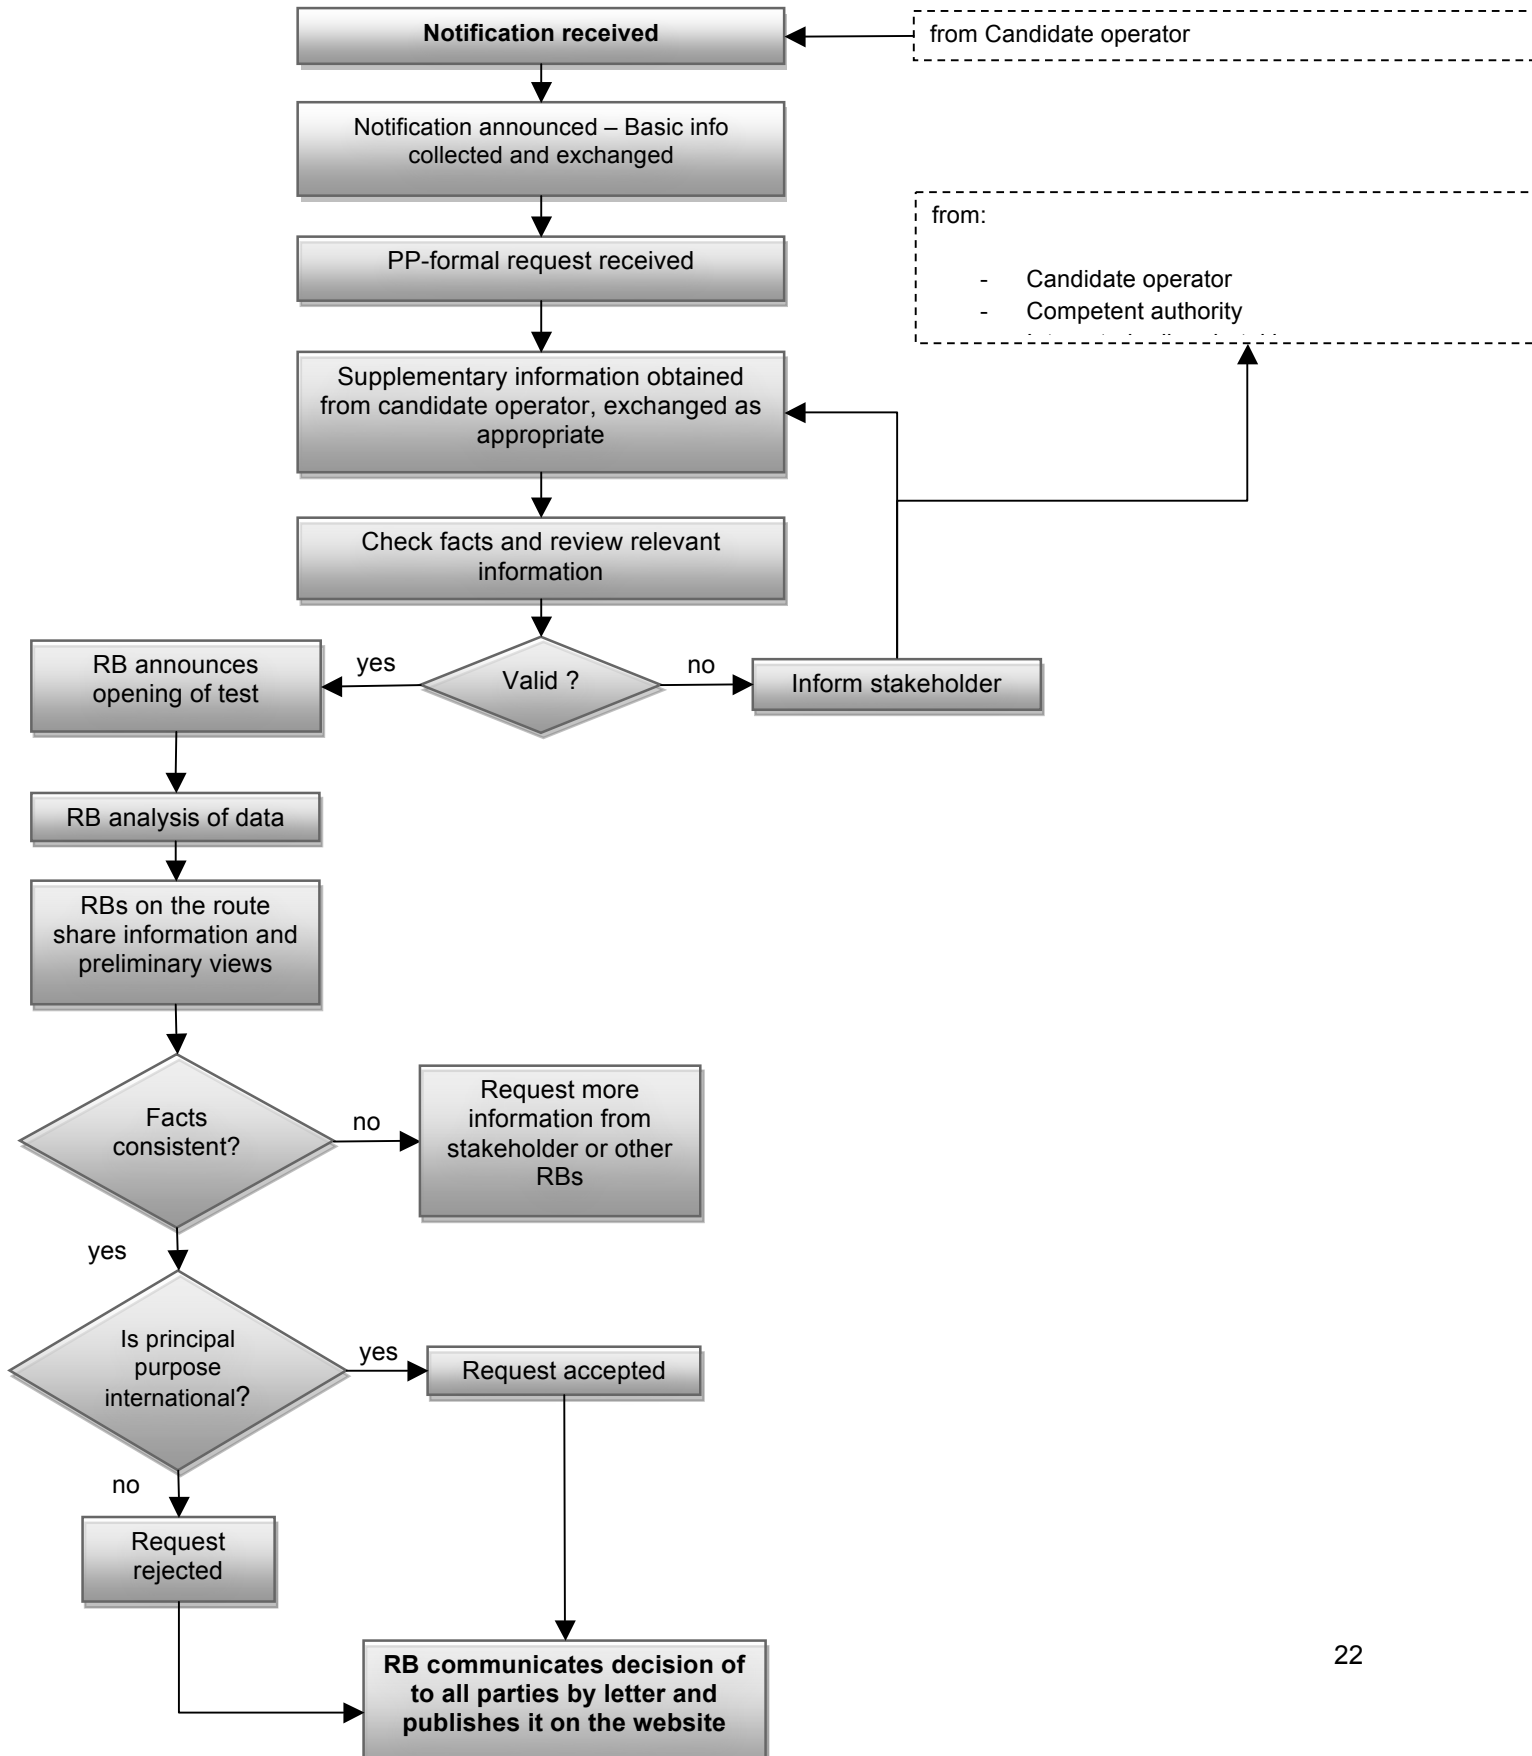 Notification received
from Candidate operator
Notification announced – Basic info
collected and exchanged
from:
PP-formal request received
- Candidate operator
- Competent authority
Supplementary information obtained
from candidate operator, exchanged as
appropriate
Check facts and review relevant
information
RB announces
opening of test
yes
Valid ?
no
Inform stakeholder
RB analysis of data
RBs on the route
share information and
preliminary views
Facts
consistent?
no
Request more
information from
stakeholder or other
RBs
yes
Is principal
purpose
international?
yes
Request accepted
no
Request
rejected
RB communicates decision of
to all parties by letter and
publishes it on the website
22